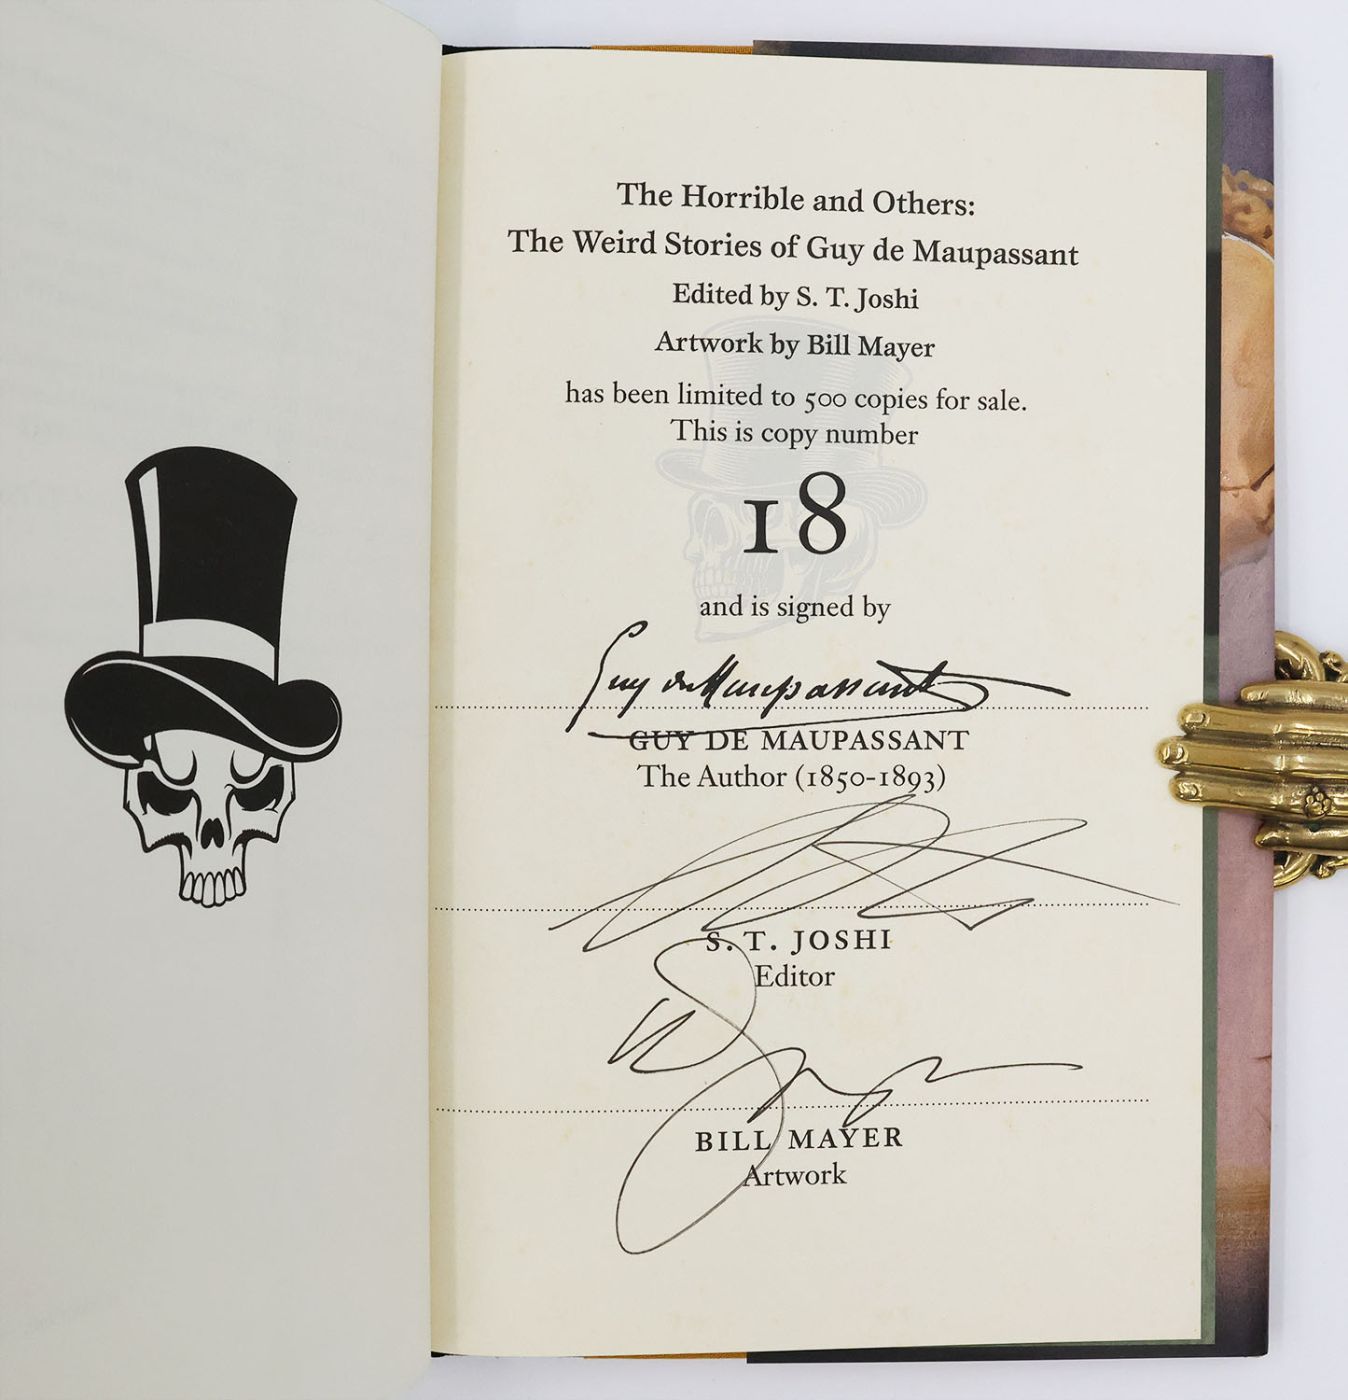 The Horrible and Others:
The Weird Stories of Guy de Maupassant
Edited by S. T. Joshi
Artwork by Bill Mayer
has been limited to 500 copies for sale.
This is copy number
18
and is signed by
Guy de Maupassant
GUY DE MAUPASSANT
The Author (1850-1893)
S. T. JOSHI
Editor
BILL MAYER
Artwork